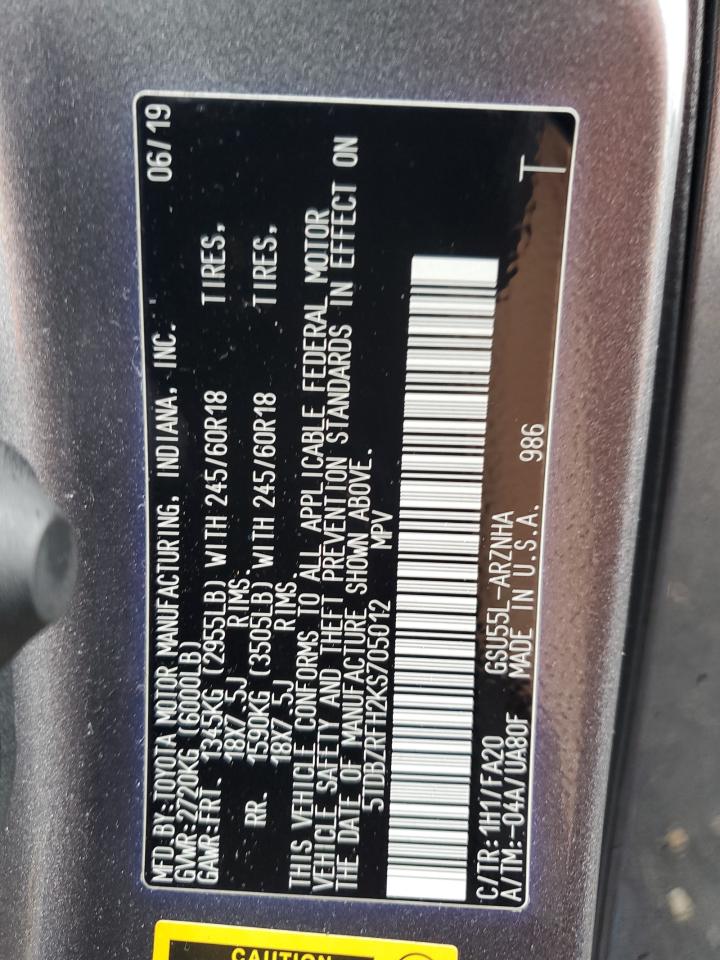 MFD.BY:TOYOTA MOTOR MANUFACTURING, INDIANA, INC. 06/19
GVWR:2720KG (6000LB)
GAWR:FRT. 1345KG (2955LB) WITH 245/60R18 TIRES,
18X7.5J RIMS.
RR. 1590KG (3505LB) WITH 245/60R18 TIRES,
18X7.5J RIMS.
THIS VEHICLE CONFORMS TO ALL APPLICABLE FEDERAL MOTOR
VEHICLE SAFETY AND THEFT PREVENTION STANDARDS IN EFFECT ON
THE DATE OF MANUFACTURE SHOWN ABOVE.
5TDBZRFH2KS705012 MPV
C/TR:1H1/FA20 GSU55L-ARZNHA
A/TM:-04A/UA80F MADE IN U.S.A. 986 T
CAUTION